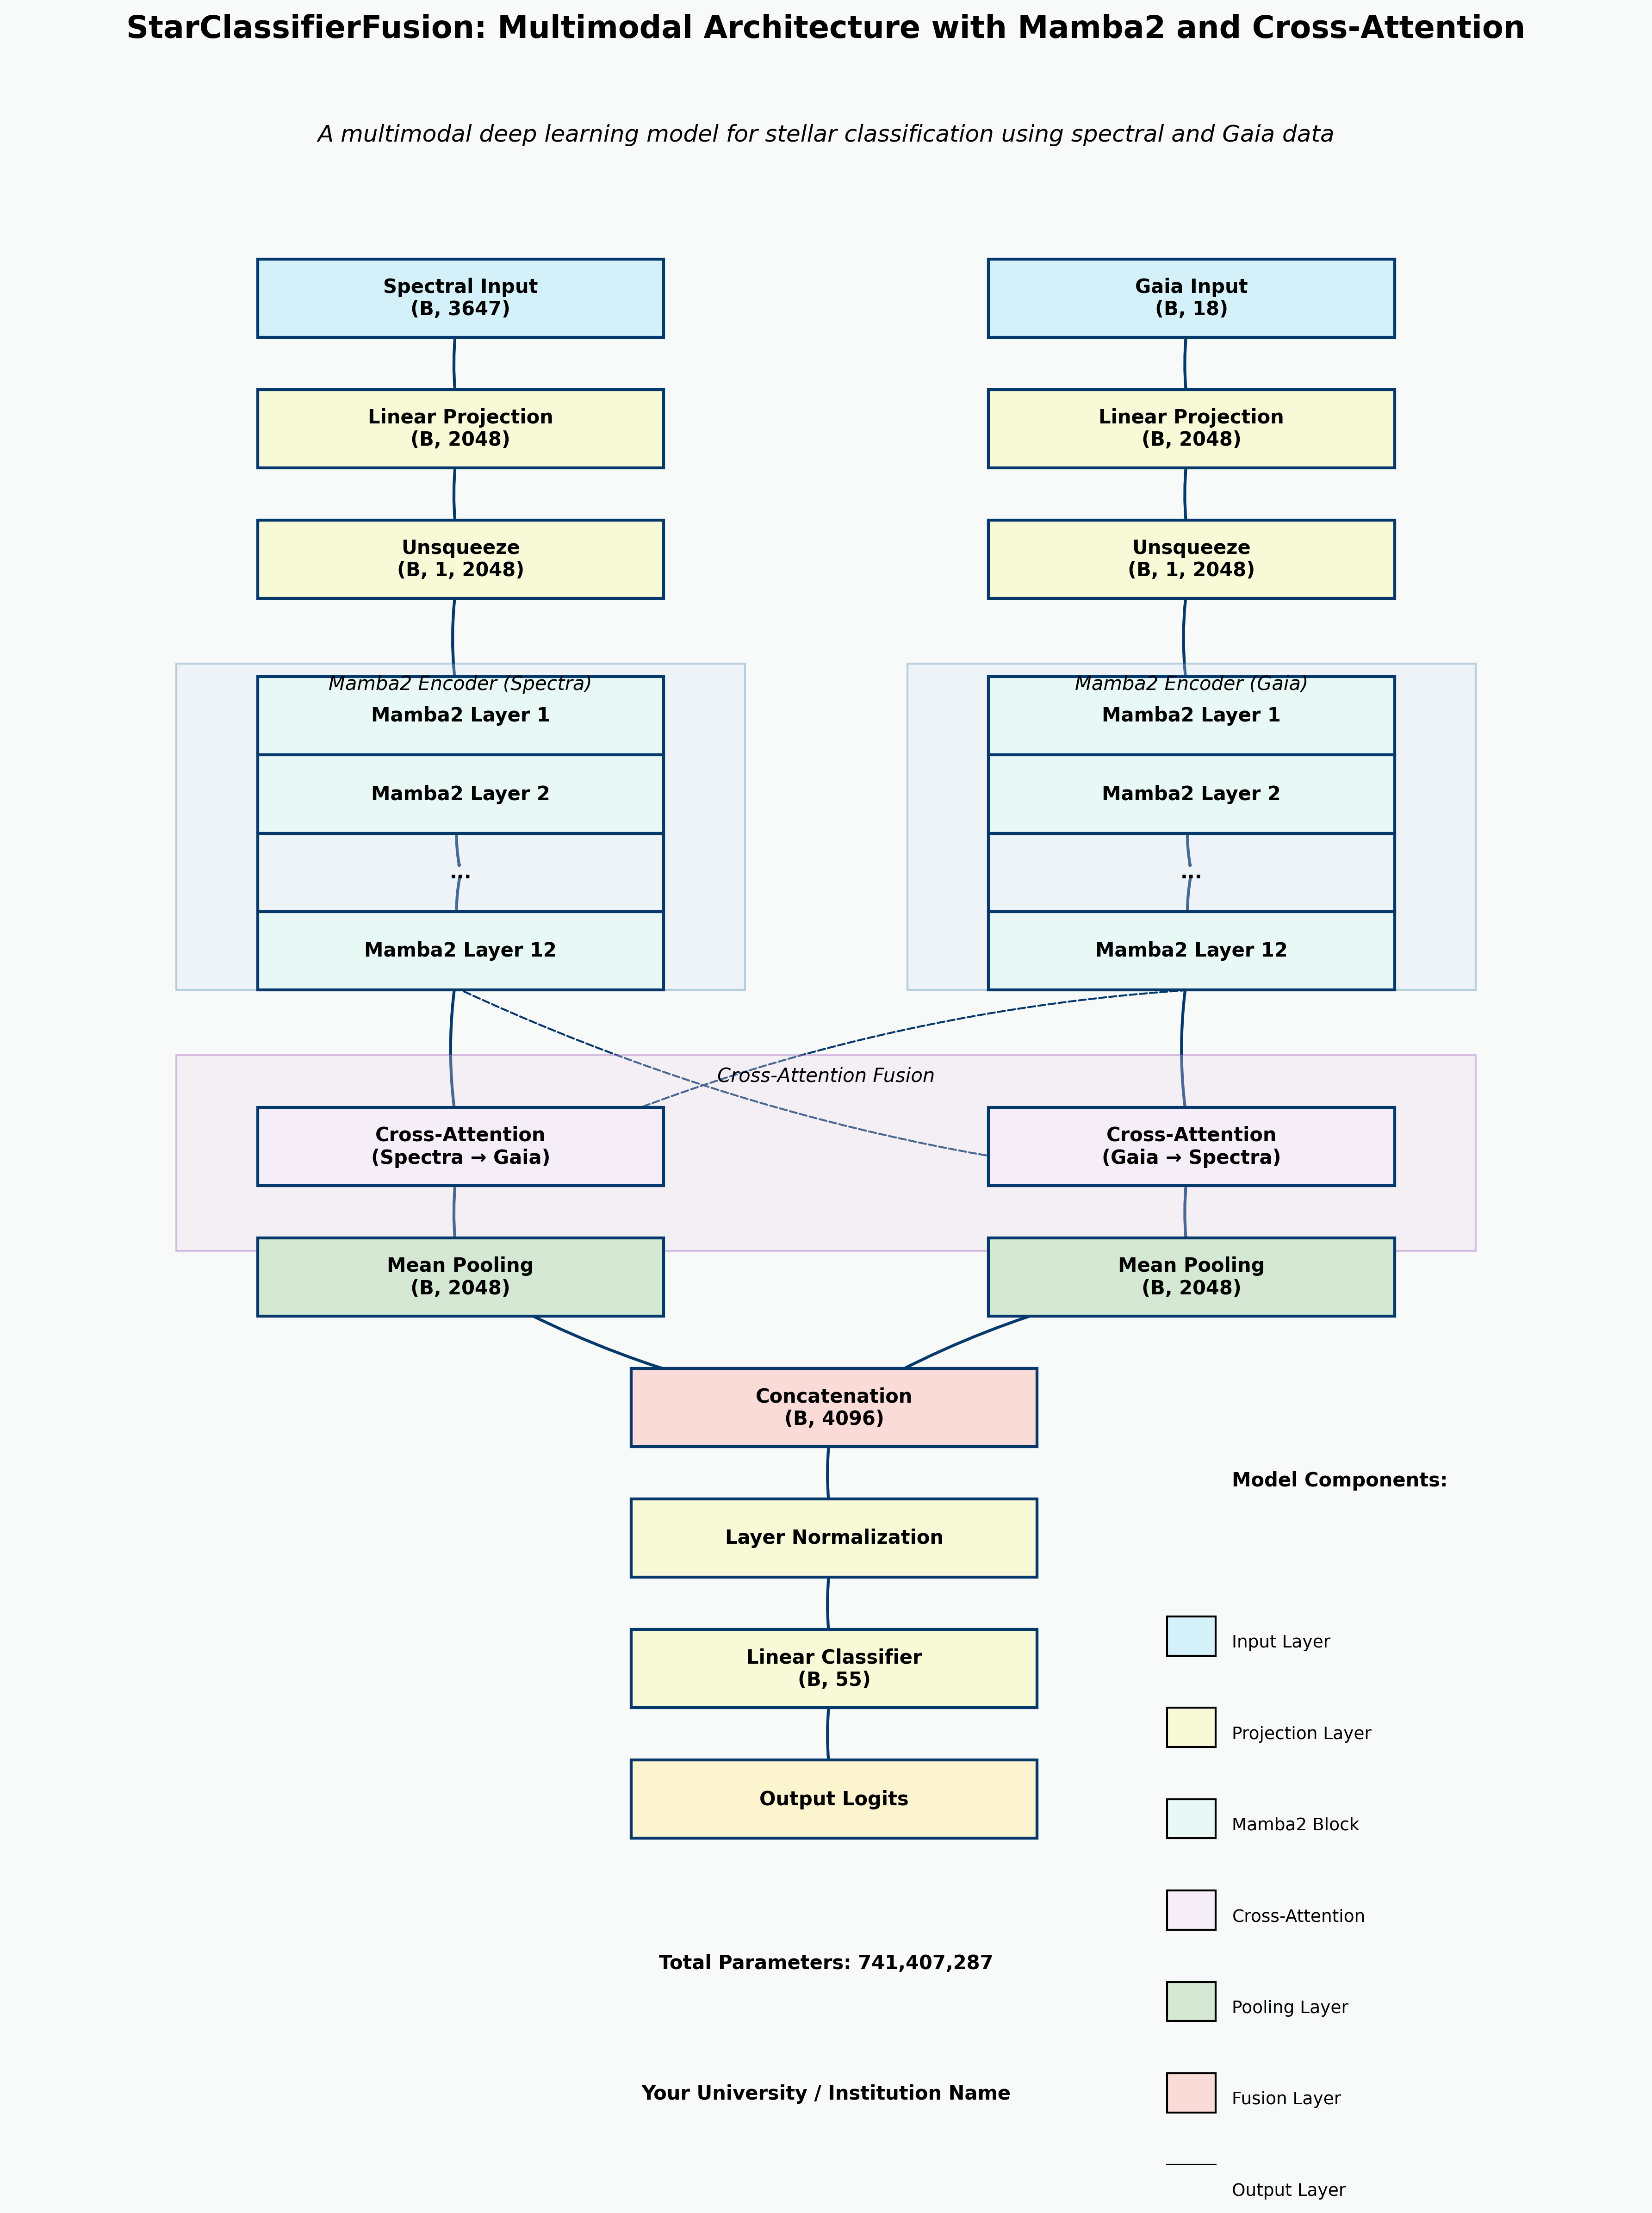 StarClassifierFusion: Multimodal Architecture with Mamba2 and Cross-Attention
A multimodal deep learning model for stellar classification using spectral and Gaia data
Spectral Input
(B, 3647)
Gaia Input
(B, 18)
Linear Projection
(B, 2048)
Linear Projection
(B, 2048)
Unsqueeze
(B, 1, 2048)
Unsqueeze
(B, 1, 2048)
Mamba2 Encoder (Spectra)
Mamba2 Layer 1
Mamba2 Layer 2
...
Mamba2 Layer 12
Mamba2 Encoder (Gaia)
Mamba2 Layer 1
Mamba2 Layer 2
...
Mamba2 Layer 12
Cross-Attention Fusion
Cross-Attention
(Spectra → Gaia)
Cross-Attention
(Gaia → Spectra)
Mean Pooling
(B, 2048)
Mean Pooling
(B, 2048)
Concatenation
(B, 4096)
Layer Normalization
Linear Classifier
(B, 55)
Output Logits
Model Components:
Input Layer
Projection Layer
Mamba2 Block
Cross-Attention
Pooling Layer
Fusion Layer
Output Layer
Total Parameters: 741,407,287
Your University / Institution Name